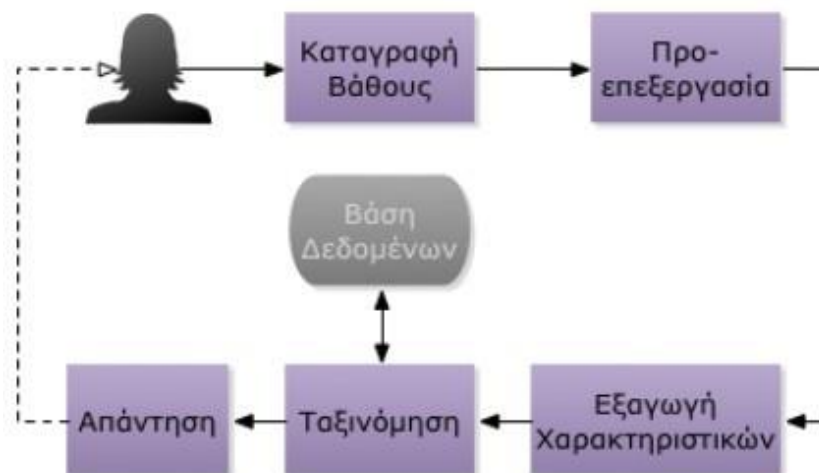 Καταγραφή
Βάθους
Προ-
επεξεργασία
Βάση
Δεδομένων
Απάντηση
Ταξινόμηση
Εξαγωγή
Χαρακτηριστικών